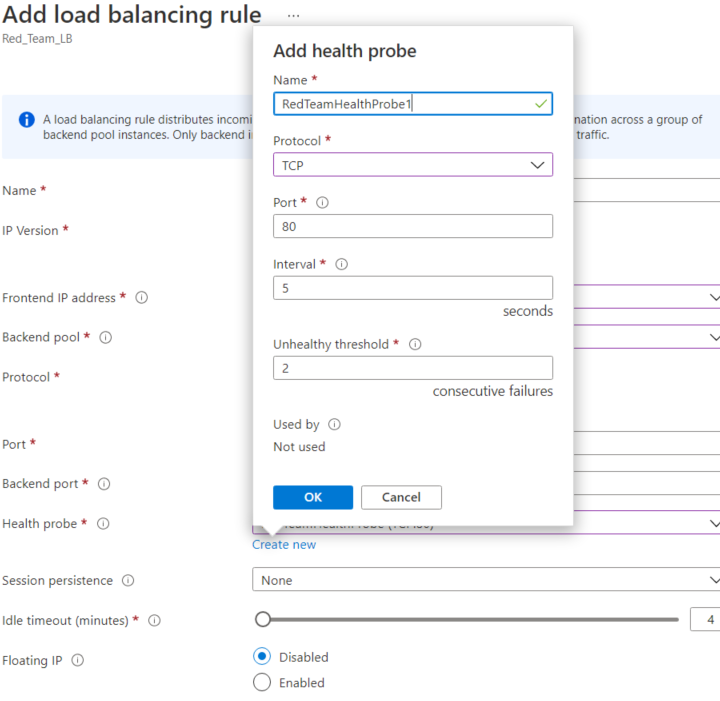 Add load balancing rule ...
Red_Team_LB
A load balancing rule distributes incomi
nation across a group of
backend pool instances. Only backend i
traffic.
Add health probe
Name *
RedTeamHealthProbe1
Protocol *
TCP
Port *
80
Interval *
5
seconds
Unhealthy threshold *
2
consecutive failures
Used by
Not used
OK
Cancel
Name *
IP Version *
Frontend IP address *
Backend pool *
Protocol *
Port *
Backend port *
Health probe *
Create new
Session persistence
None
Idle timeout (minutes) *
4
Floating IP
Disabled
Enabled